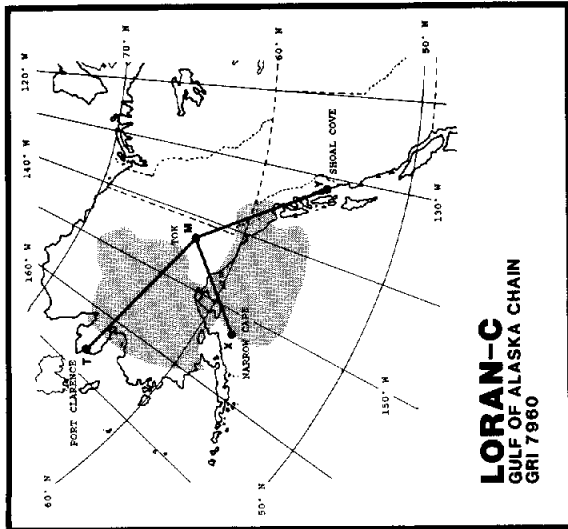 120° W
140° W
160° W
70° N
60° N
50° N
130° W
150° W
50° N
60° N
PORT CLARENCE
T
TOK
M
X
NARROW CAPE
Y
SHOAL COVE
LORAN-C
GULF OF ALASKA CHAIN
GRI 7960